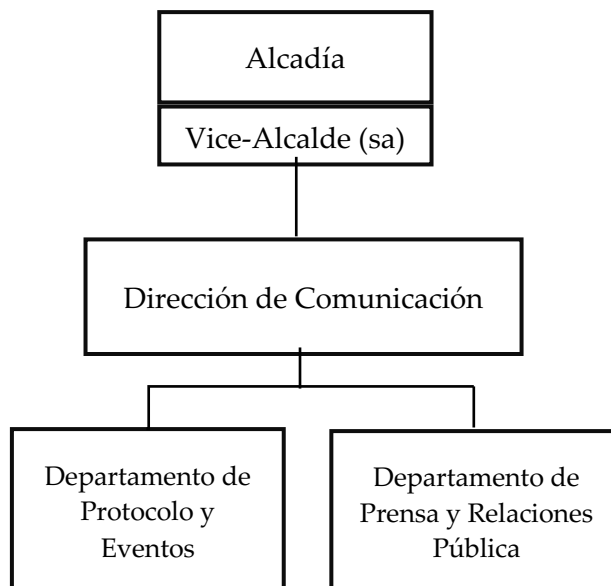 Alcadía
Vice-Alcalde (sa)
Dirección de Comunicación
Departamento de
Protocolo y
Eventos
Departamento de
Prensa y Relaciones
Pública